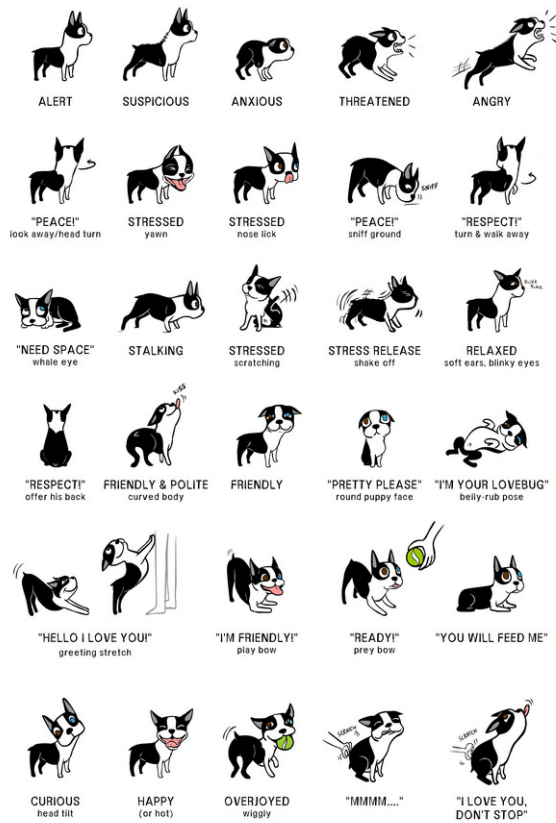 ALERT
SUSPICIOUS
ANXIOUS
THREATENED
ANGRY
"PEACE!"
look away/head turn
STRESSED
yawn
STRESSED
nose lick
SNIFF
"PEACE!"
sniff ground
"RESPECT!"
turn & walk away
"NEED SPACE"
whale eye
STALKING
STRESSED
scratching
STRESS RELEASE
shake off
BLINK
BLINK
RELAXED
soft ears, blinky eyes
"RESPECT!"
offer his back
KISS
FRIENDLY & POLITE
curved body
FRIENDLY
"PRETTY PLEASE"
round puppy face
"I'M YOUR LOVEBUG"
belly-rub pose
"HELLO I LOVE YOU!"
greeting stretch
"I'M FRIENDLY!"
play bow
"READY!"
prey bow
"YOU WILL FEED ME"
CURIOUS
head tilt
HAPPY
(or hot)
OVERJOYED
wiggly
SCRATCH
"MMMM...."
SCRATCH
"I LOVE YOU,
DON'T STOP"